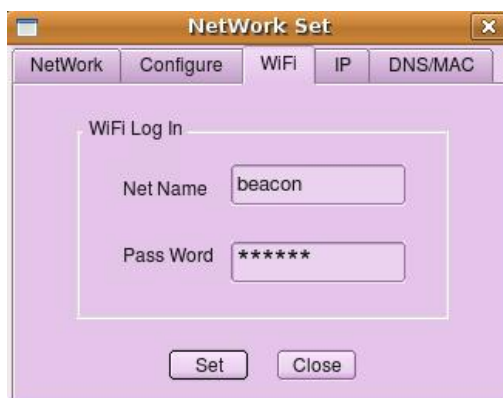 NetWork Set
NetWork Configure WiFi IP DNS/MAC
WiFi Log In
Net Name beacon
Pass Word ******
Set Close